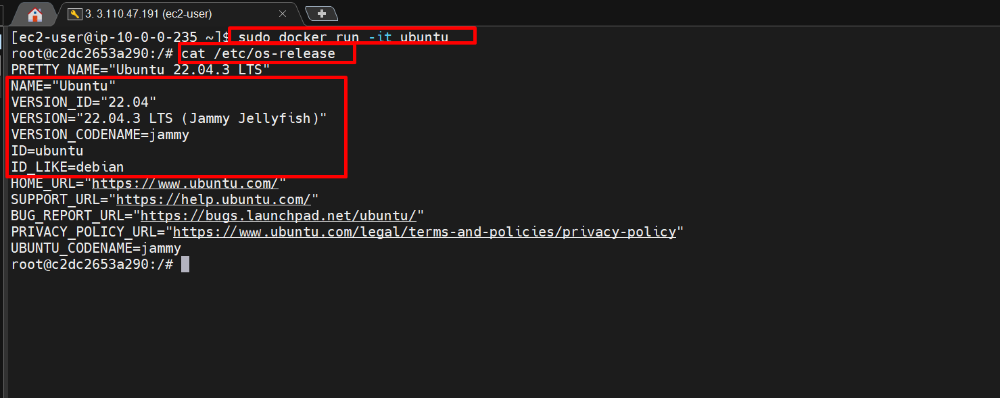 3. 3.110.47.191 (ec2-user)
[ec2-user@ip-10-0-0-235 ~]$ sudo docker run -it ubuntu
root@c2dc2653a290:/# cat /etc/os-release
PRETTY_NAME="Ubuntu 22.04.3 LTS"
NAME="Ubuntu"
VERSION_ID="22.04"
VERSION="22.04.3 LTS (Jammy Jellyfish)"
VERSION_CODENAME=jammy
ID=ubuntu
ID_LIKE=debian
HOME_URL="https://www.ubuntu.com/"
SUPPORT_URL="https://help.ubuntu.com/"
BUG_REPORT_URL="https://bugs.launchpad.net/ubuntu/"
PRIVACY_POLICY_URL="https://www.ubuntu.com/legal/terms-and-policies/privacy-policy"
UBUNTU_CODENAME=jammy
root@c2dc2653a290:/#